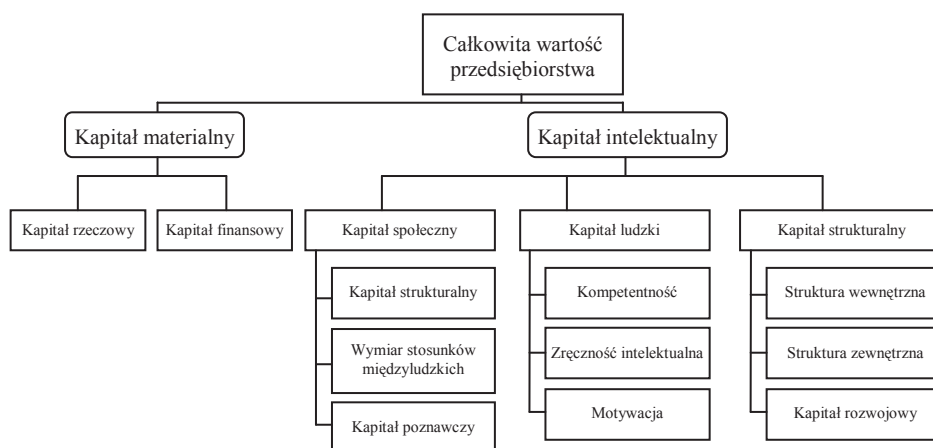 Całkowita wartość
przedsiębiorstwa
Kapitał materialny
Kapitał intelektualny
Kapitał rzeczowy
Kapitał finansowy
Kapitał społeczny
Kapitał ludzki
Kapitał strukturalny
Kapitał strukturalny
Kompetentność
Struktura wewnętrzna
Wymiar stosunków
międzyludzkich
Zręczność intelektualna
Struktura zewnętrzna
Kapitał poznawczy
Motywacja
Kapitał rozwojowy